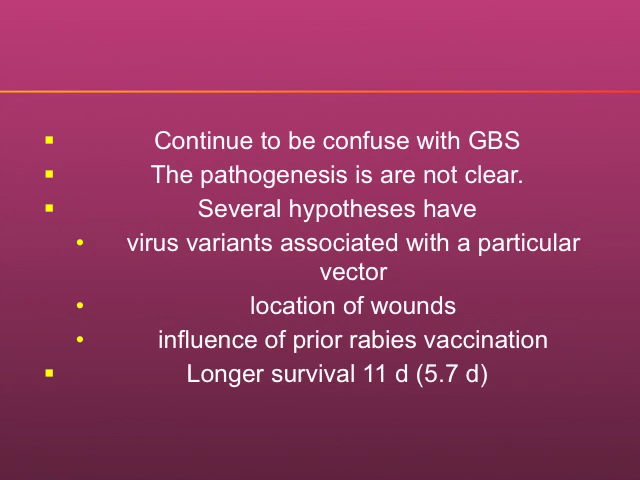 Continue to be confuse with GBS
The pathogenesis is are not clear.
Several hypotheses have
virus variants associated with a particular
vector
location of wounds
influence of prior rabies vaccination
Longer survival 11 d (5.7 d)